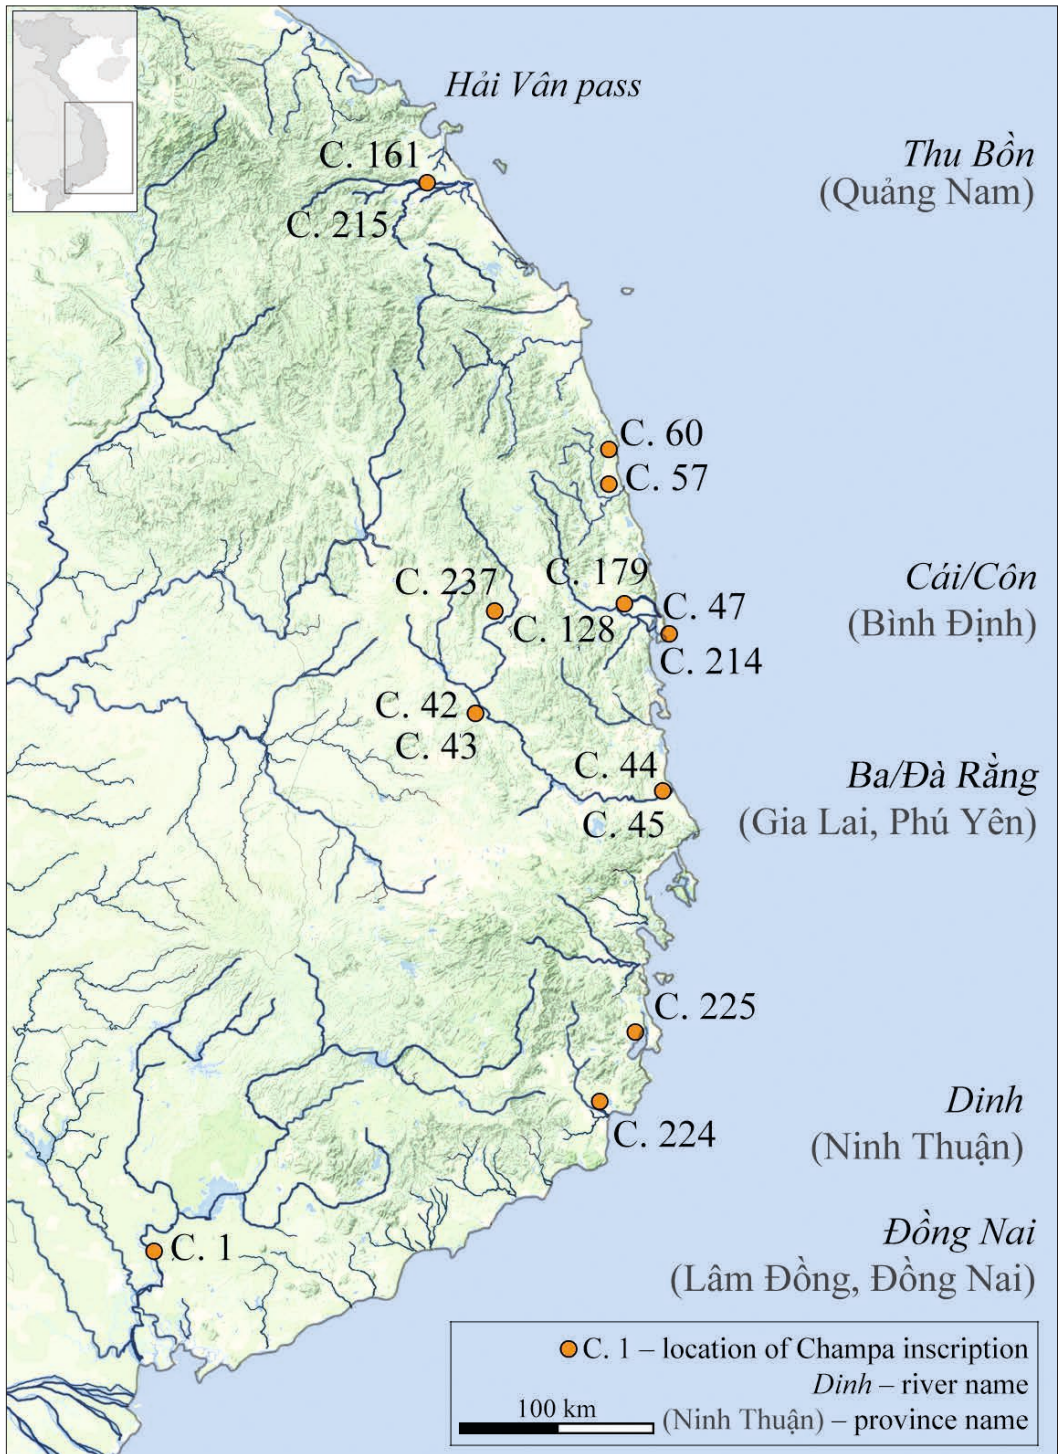 Hải Vân pass
Thu Bồn
(Quảng Nam)
C. 161
C. 215
C. 60
C. 57
C. 237
C. 128
C. 179
C. 47
C. 214
Cái/Côn
(Bình Định)
C. 42
C. 43
C. 44
C. 45
Ba/Đà Rằng
(Gia Lai, Phú Yên)
C. 225
C. 224
Dinh
(Ninh Thuận)
C. 1
Đồng Nai
(Lâm Đồng, Đồng Nai)
C. 1 – location of Champa inscription
Dinh – river name
100 km
(Ninh Thuận) – province name